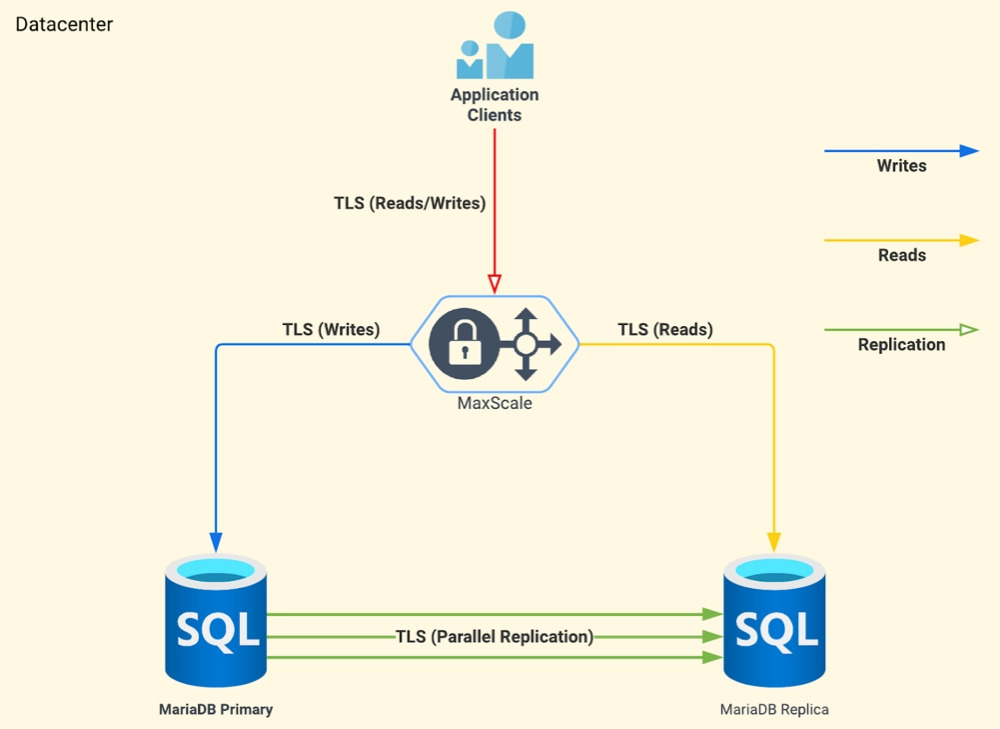 Datacenter
Application
Clients
TLS (Reads/Writes)
Writes
Reads
Replication
TLS (Writes)
TLS (Reads)
MaxScale
SQL
SQL
TLS (Parallel Replication)
MariaDB Primary
MariaDB Replica